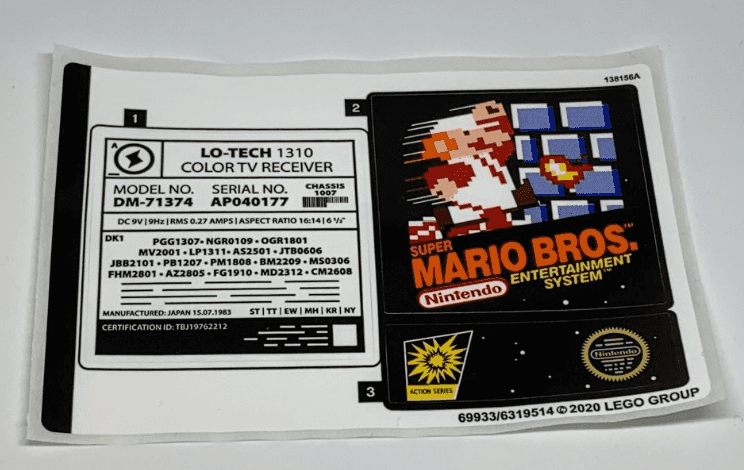 138156A
1
2
A
LO-TECH 1310
COLOR TV RECEIVER
MODEL NO. SERIAL NO. CHASSIS
DM-71374 AP040177 1007
DC 9V | 9Hz | RMS 0.27 AMPS | ASPECT RATIO 16:14 | 6 ⅓"
DK1
PGG1307• NGR0109• OGR1801
MV2001 • LP1311• AS2501 • JTB0606
JBB2101 • PB1207 • PM1808 • BM2209 • MS0306
FHM2801 • AZ2805 • FG1910 • MD2312 • CM2608
MANUFACTURED: JAPAN 15.07.1983 ST | TT | EW | MH | KR | NY
CERTIFICATION ID: TBJ19762212
SUPER
MARIO BROS.™
Nintendo
ENTERTAINMENT
SYSTEM™
3
ACTION SERIES
Nintendo
69933/6319514 © 2020 LEGO GROUP